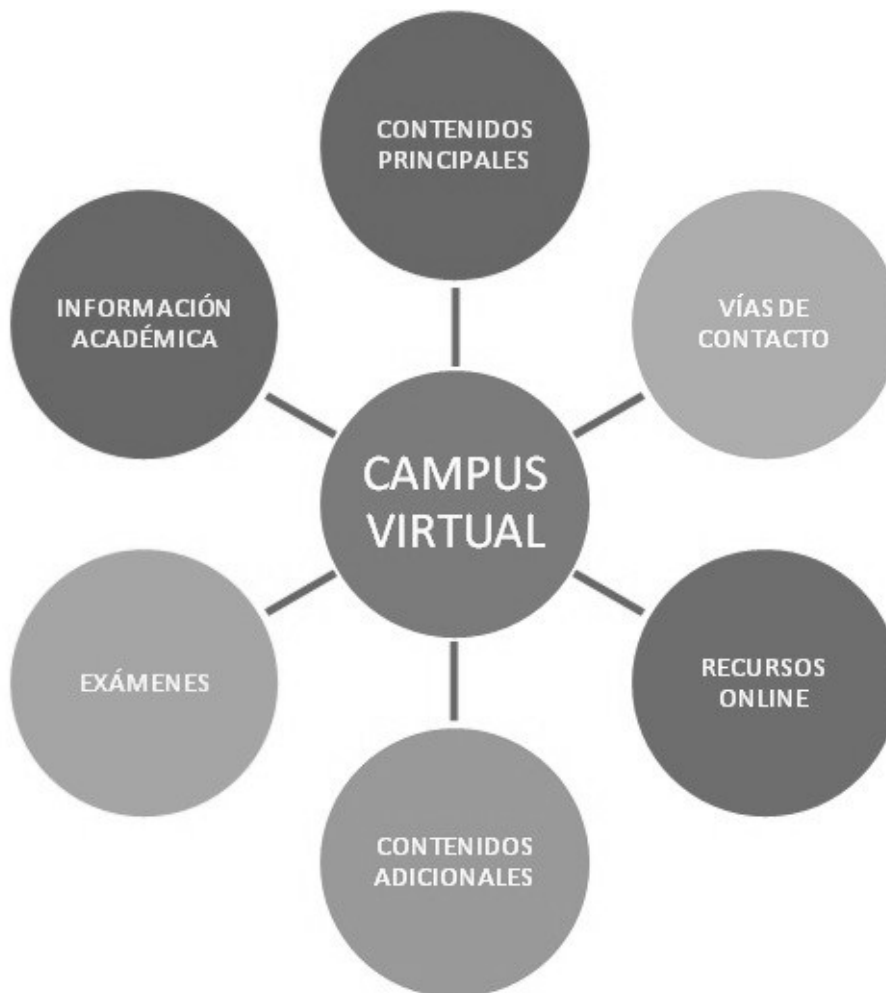 CONTENIDOS
PRINCIPALES
INFORMACIÓN
ACADÉMICA
VÍAS DE
CONTACTO
CAMPUS
VIRTUAL
EXÁMENES
RECURSOS
ONLINE
CONTENIDOS
ADICIONALES